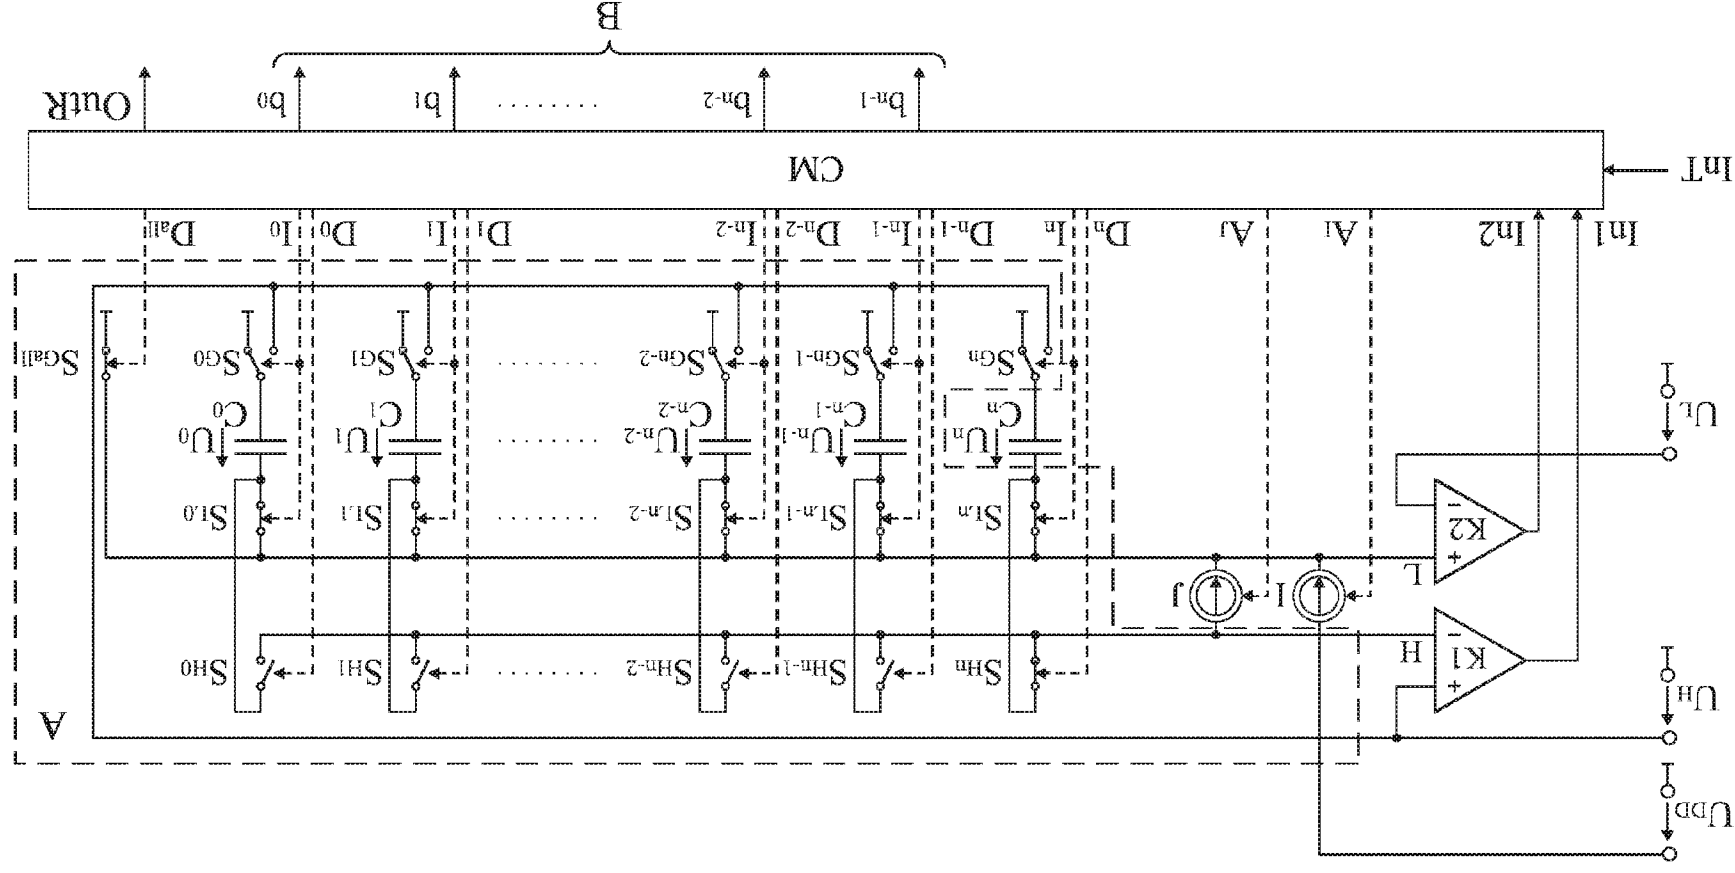 UDD
A
UH
K1 H SHn SHn-1 SHn-2 . . . . . . . . SH1 SH0
I J
L
K2 SLn SLn-1 SLn-2 . . . . . . . . SL1 SL0
Un Un-1 Un-2 . . . . . . . . U1 U0
UL Cn Cn-1 Cn-2 C1 C0
SGn SGn-1 SGn-2 . . . . . . . . SG1 SG0 SGall
In1 In2 AI AJ Dn In Dn-1 In-1 Dn-2 In-2 D1 I1 D0 I0 Dall
InT CM
bn-1 bn-2 . . . . . . . . b1 b0 OutR
B